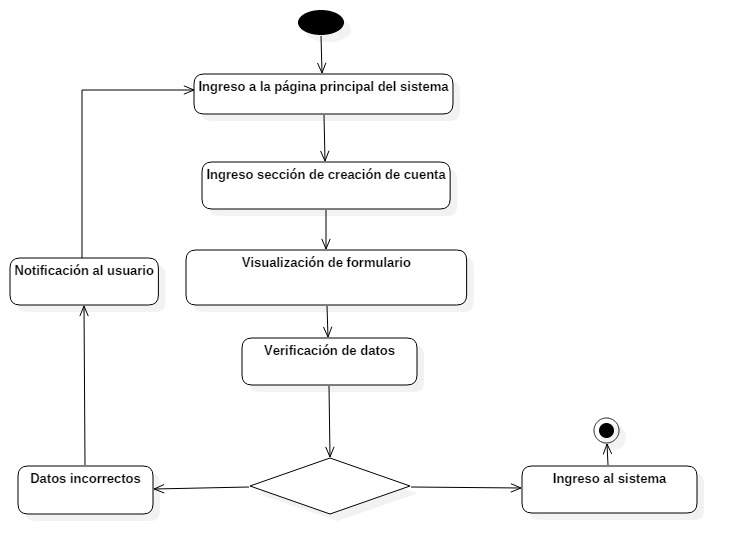 Ingreso a la página principal del sistema
Ingreso sección de creación de cuenta
Visualización de formulario
Notificación al usuario
Verificación de datos
Datos incorrectos
Ingreso al sistema